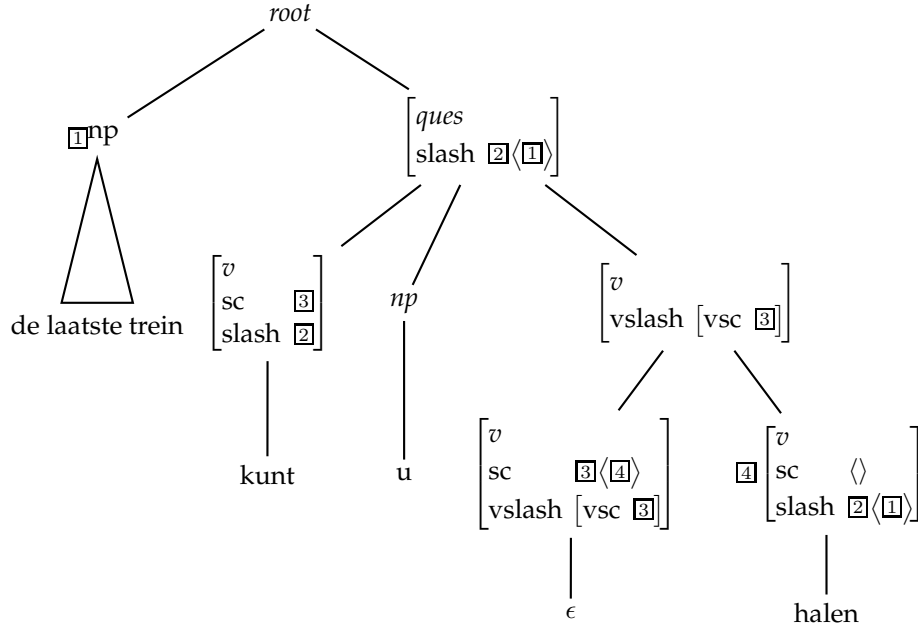 root
1 np
ques
slash 2⟨1⟩
v
sc 3
slash 2
np
v
vslash [vsc 3]
de laatste trein
kunt
u
v
sc 3⟨4⟩
vslash [vsc 3]
4
v
sc ⟨⟩
slash 2⟨1⟩
ϵ
halen